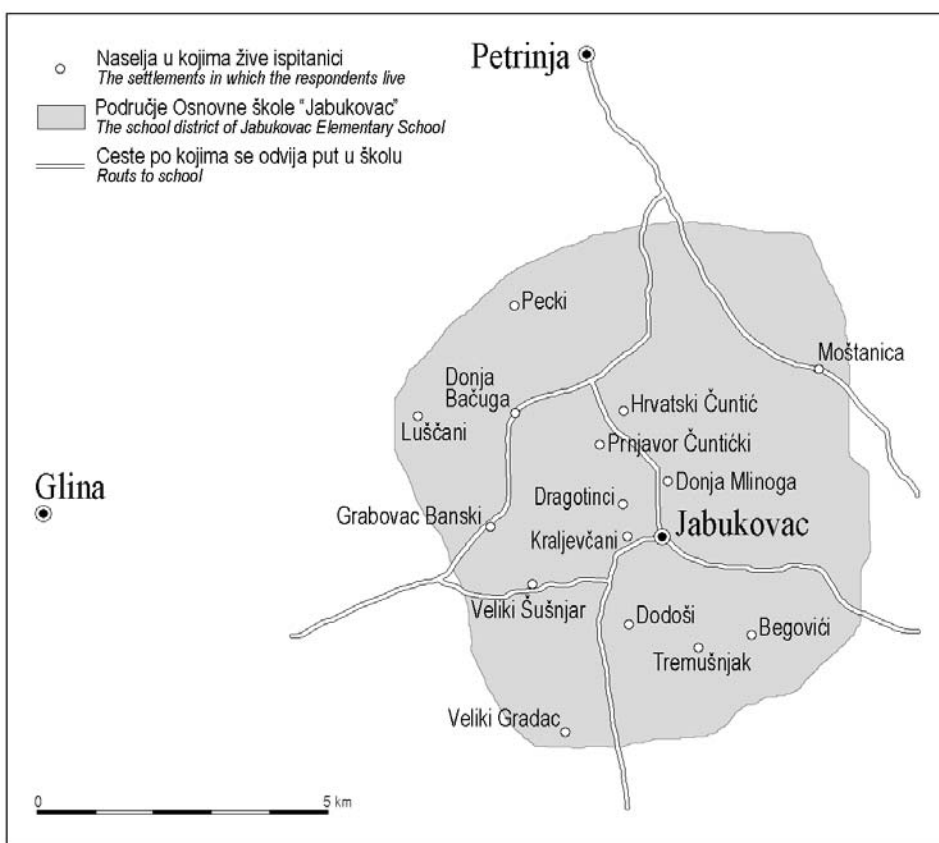 Naselja u kojima žive ispitanici
The settlements in which the respondents live
Područje Osnovne škole "Jabukovac"
The school district of Jabukovac Elementary School
Ceste po kojima se odvija put u školu
Routs to school
Petrinja
Pecki
Moštanica
Donja
Bačuga
Hrvatski Čuntić
Luščani
Prnjavor Čuntićki
Glina
Donja Mlinoga
Dragotinci
Grabovac Banski
Jabukovac
Kraljevčani
Veliki Šušnjar
Dodoši
Begovići
Tremušnjak
Veliki Gradac
0 5 km